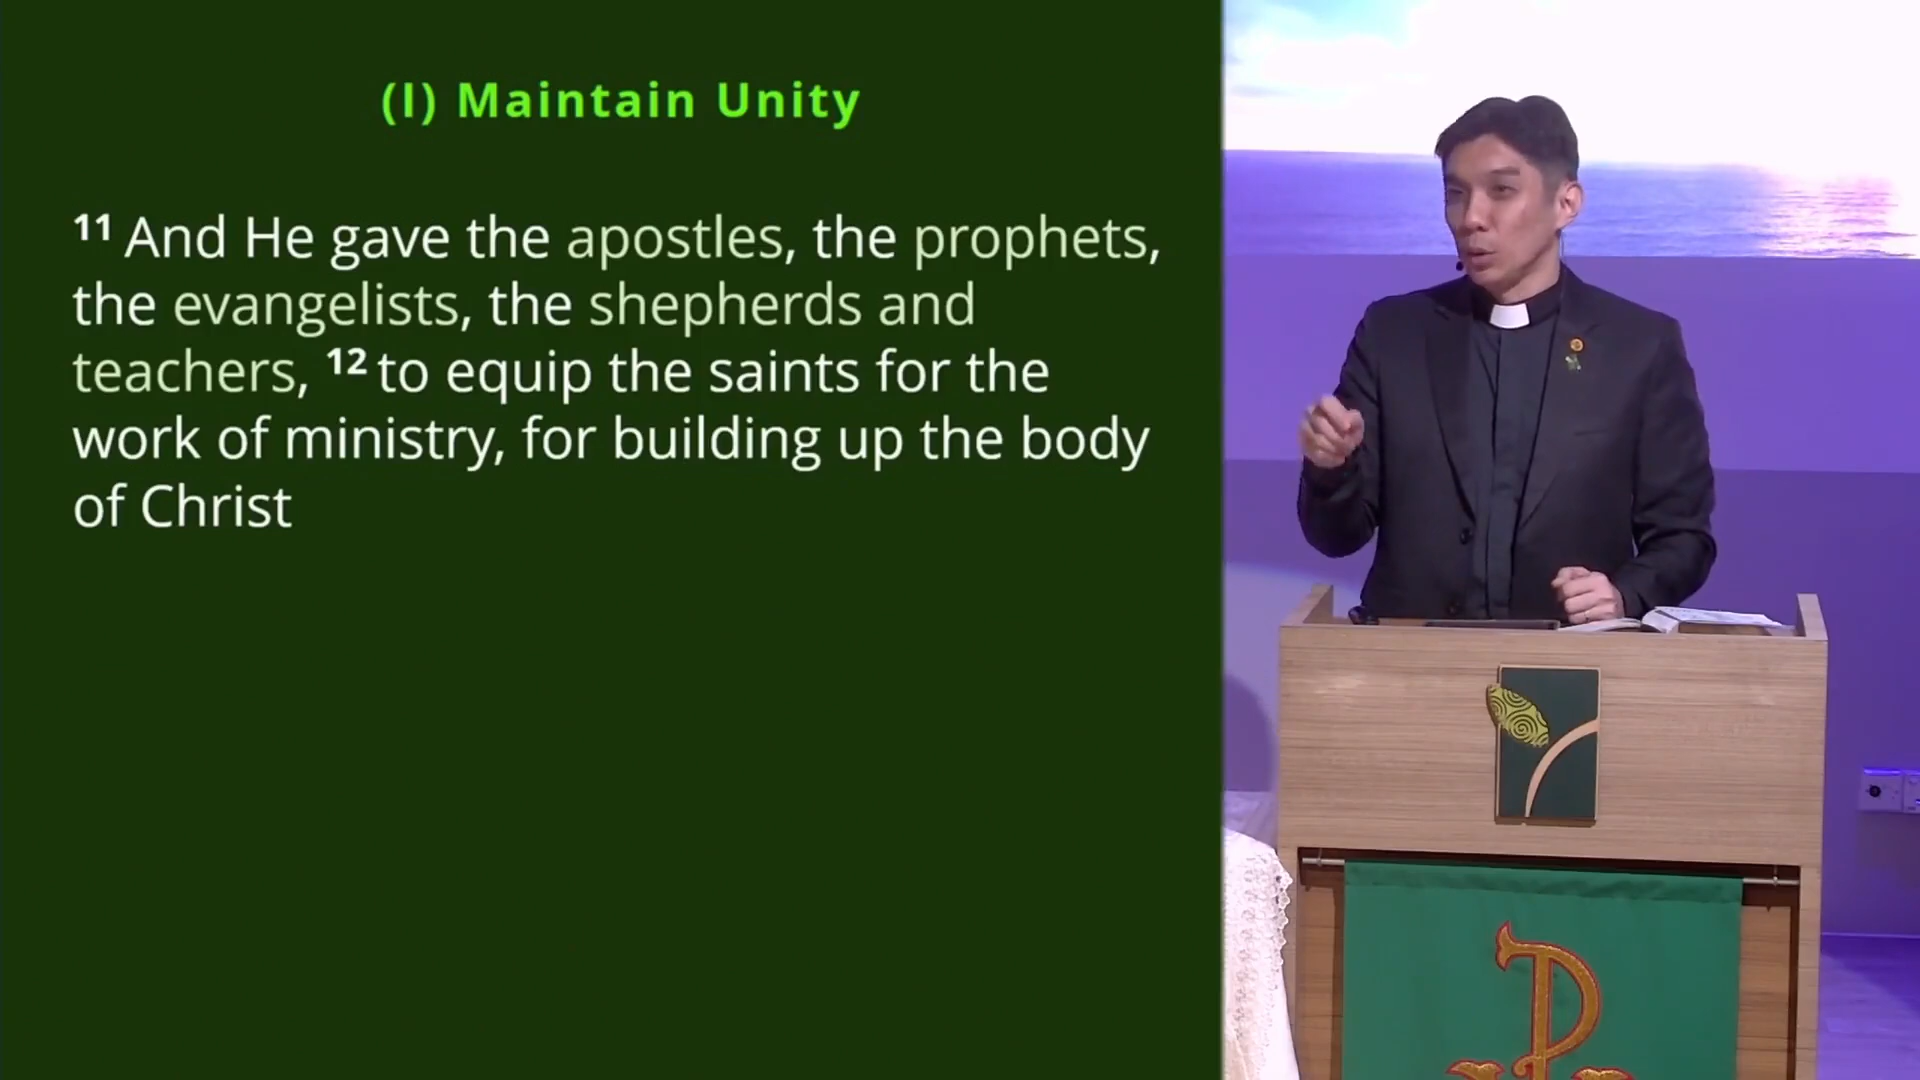 (I) Maintain Unity
11 And He gave the apostles, the prophets,
the evangelists, the shepherds and
teachers, 12 to equip the saints for the
work of ministry, for building up the body
of Christ